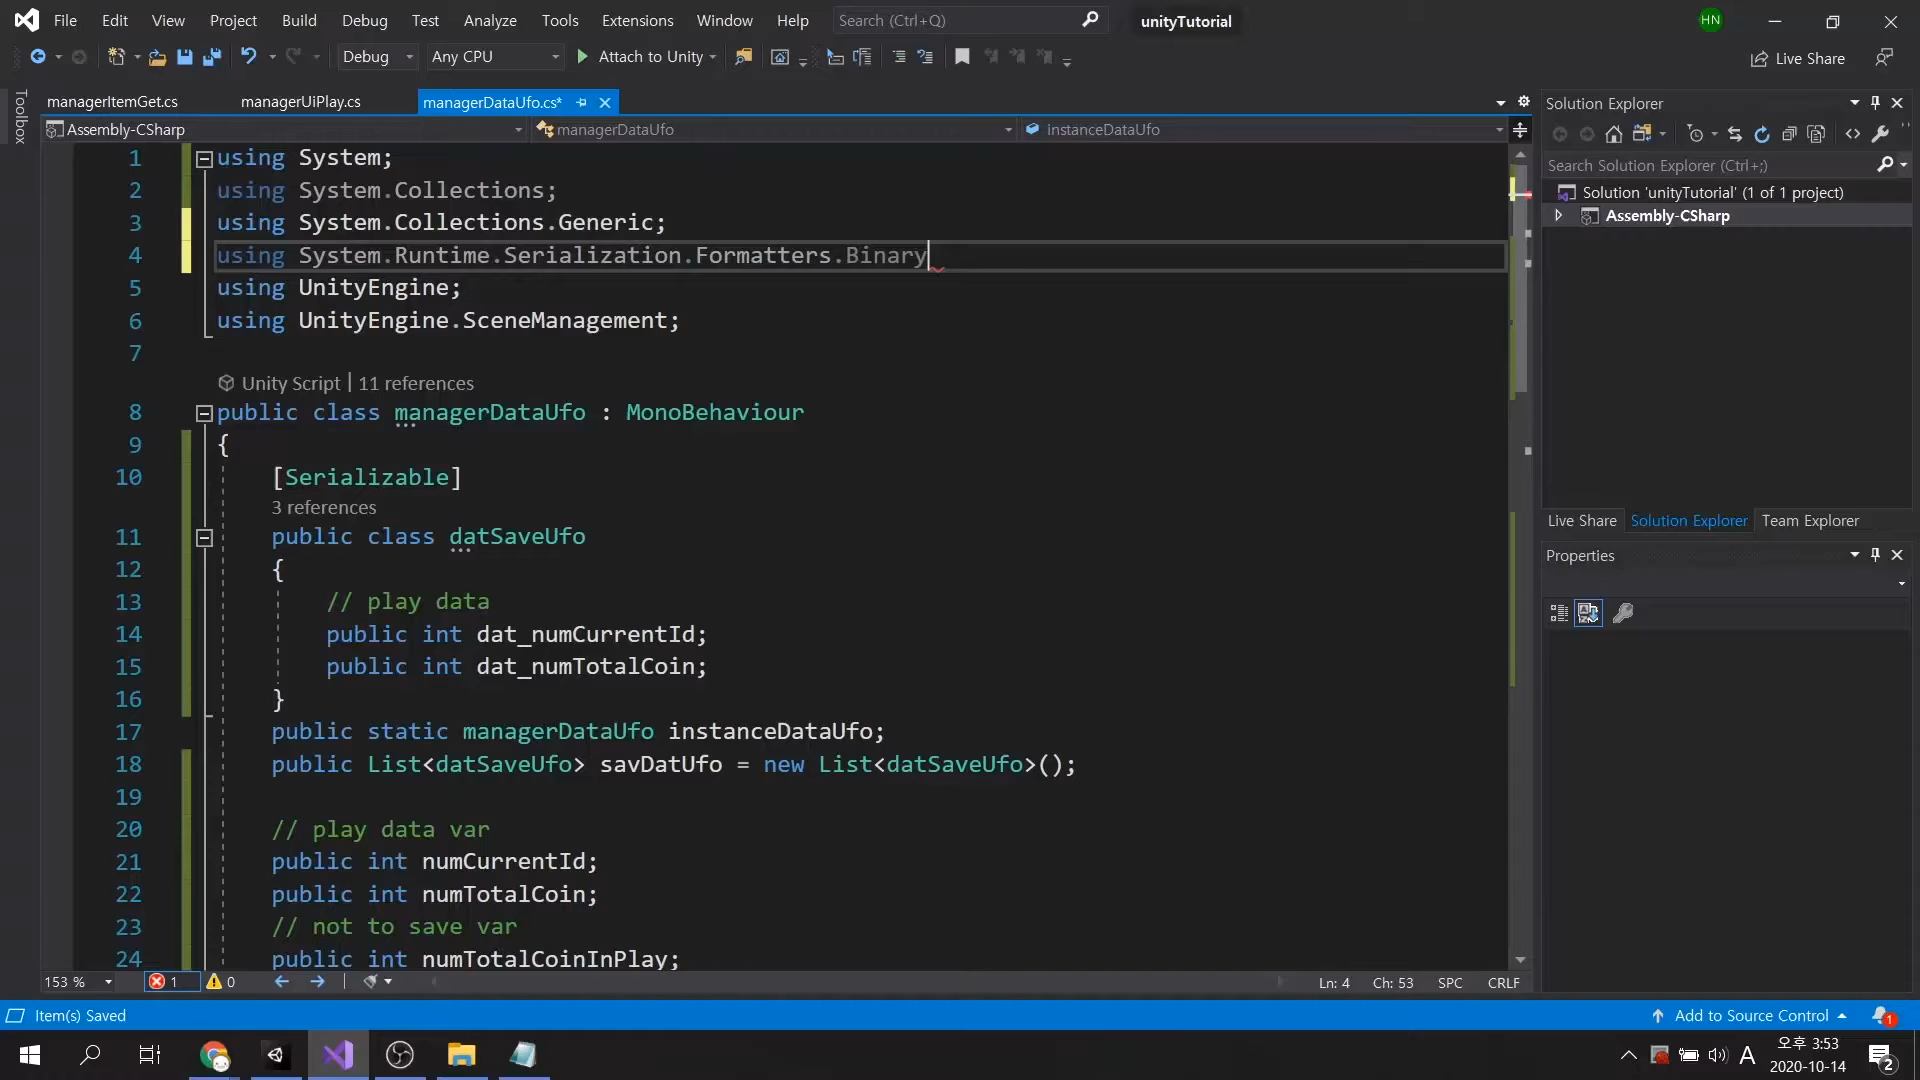 File Edit View Project Build Debug Test Analyze Tools Extensions Window Help Search (Ctrl+Q) unityTutorial HN
Debug Any CPU Attach to Unity Live Share
Toolbox
managerItemGet.cs managerUiPlay.cs managerDataUfo.cs*
Assembly-CSharp managerDataUfo instanceDataUfo
1 using System;
2 using System.Collections;
3 using System.Collections.Generic;
4 using System.Runtime.Serialization.Formatters.Binary
5 using UnityEngine;
6 using UnityEngine.SceneManagement;
7
Unity Script | 11 references
8 public class managerDataUfo : MonoBehaviour
9 {
10 [Serializable]
3 references
11 public class datSaveUfo
12 {
13 // play data
14 public int dat_numCurrentId;
15 public int dat_numTotalCoin;
16 }
17 public static managerDataUfo instanceDataUfo;
18 public List<datSaveUfo> savDatUfo = new List<datSaveUfo>();
19
20 // play data var
21 public int numCurrentId;
22 public int numTotalCoin;
23 // not to save var
24 public int numTotalCoinInPlay;
153 % 1 0 Ln: 4 Ch: 53 SPC CRLF
Solution Explorer
Search Solution Explorer (Ctrl+;)
Solution 'unityTutorial' (1 of 1 project)
Assembly-CSharp
Live Share Solution Explorer Team Explorer
Properties
Item(s) Saved Add to Source Control 1
A 오후 3:53
2020-10-14 2